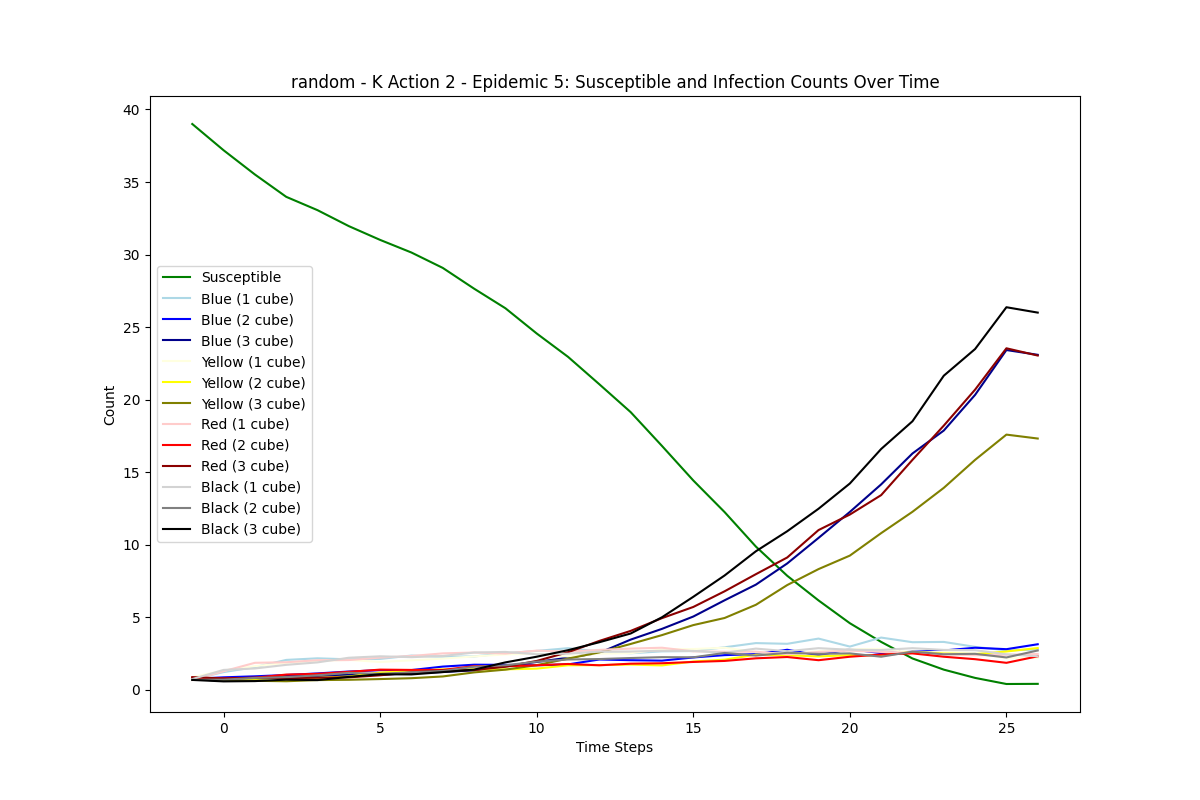 random - K Action 2 - Epidemic 5: Susceptible and Infection Counts Over Time
40
35
30
25
20
15
10
5
0
Count
Susceptible
Blue (1 cube)
Blue (2 cube)
Blue (3 cube)
Yellow (1 cube)
Yellow (2 cube)
Yellow (3 cube)
Red (1 cube)
Red (2 cube)
Red (3 cube)
Black (1 cube)
Black (2 cube)
Black (3 cube)
0 5 10 15 20 25
Time Steps